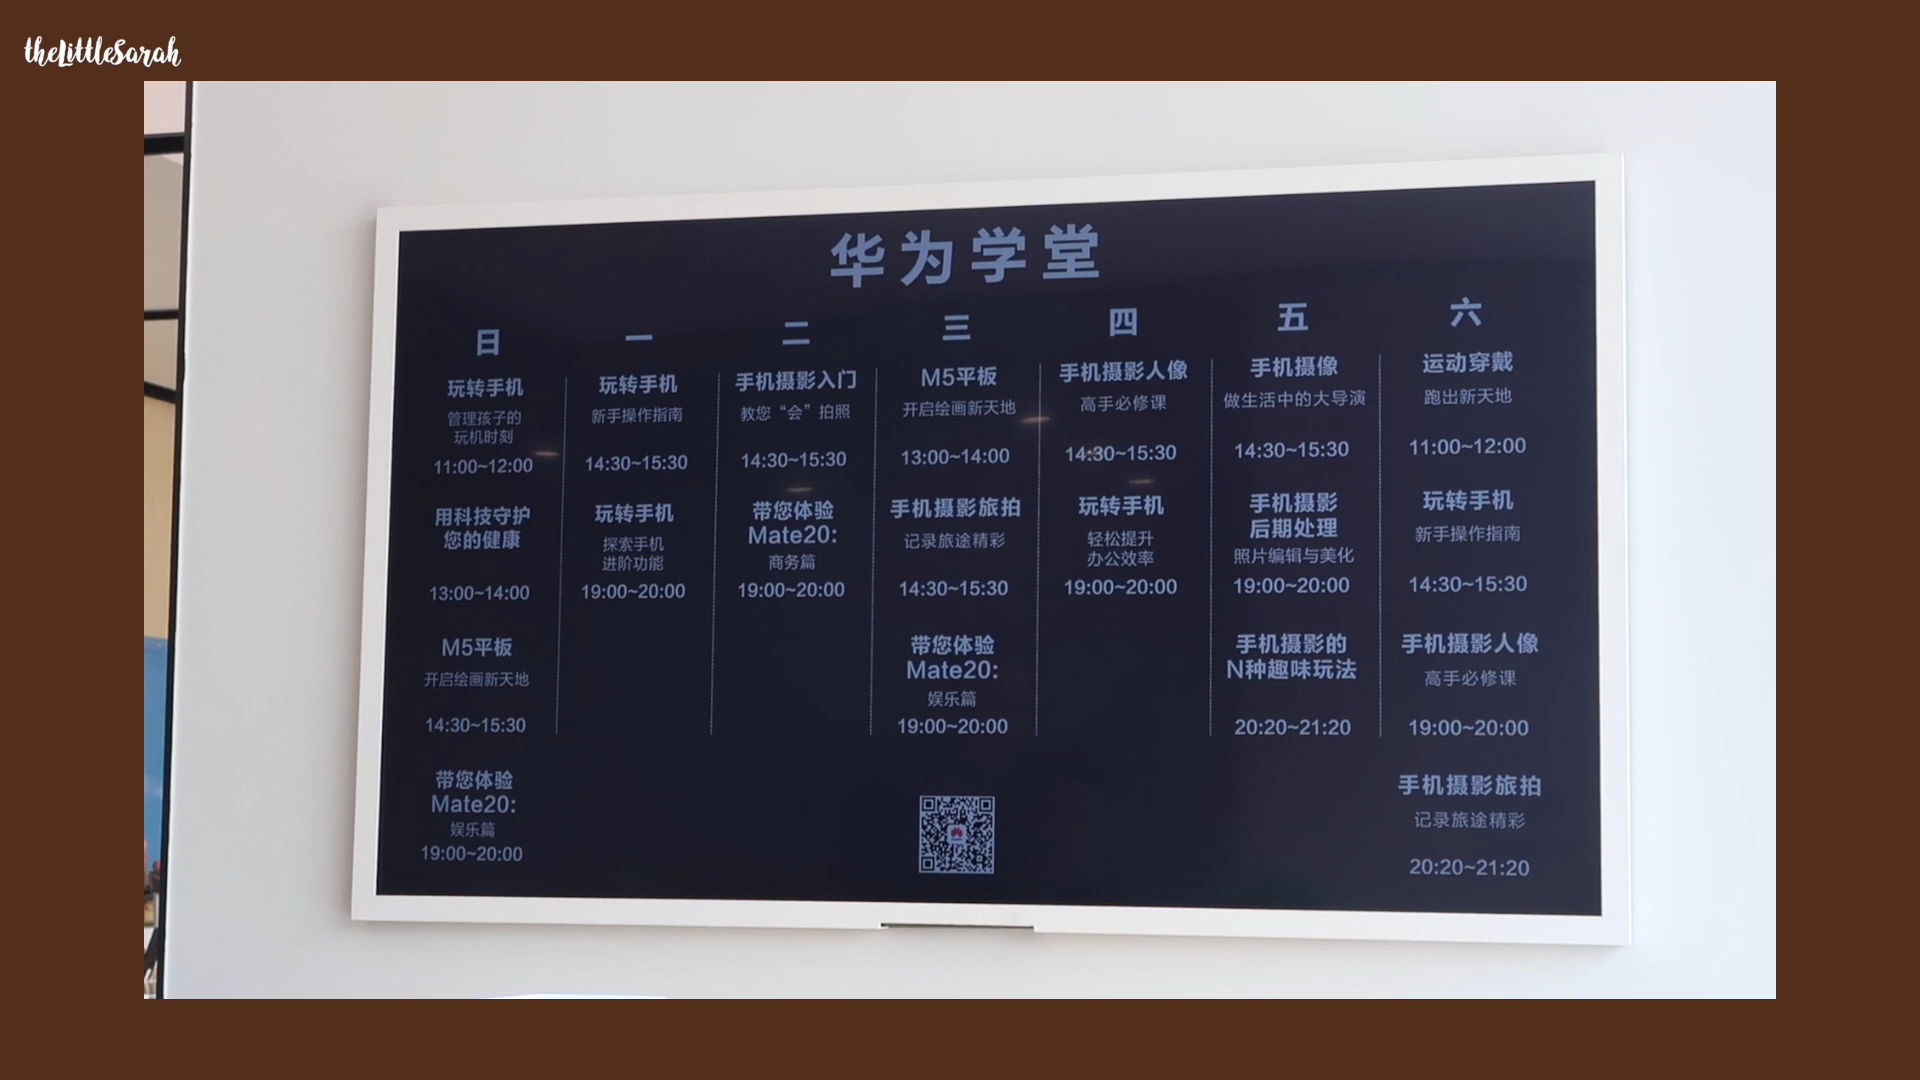 theLittleSarah
华为学堂
日
玩转手机
管理孩子的
玩机时刻
11:00~12:00
用科技守护
您的健康
13:00~14:00
M5平板
开启绘画新天地
14:30~15:30
带您体验
Mate20:
娱乐篇
19:00~20:00
一
玩转手机
新手操作指南
14:30~15:30
玩转手机
探索手机
进阶功能
19:00~20:00
二
手机摄影入门
教您“会”拍照
14:30~15:30
带您体验
Mate20:
商务篇
19:00~20:00
三
M5平板
开启绘画新天地
13:00~14:00
手机摄影旅拍
记录旅途精彩
14:30~15:30
带您体验
Mate20:
娱乐篇
19:00~20:00
四
手机摄影人像
高手必修课
14:30~15:30
玩转手机
轻松提升
办公效率
19:00~20:00
五
手机摄像
做生活中的大导演
14:30~15:30
手机摄影
后期处理
照片编辑与美化
19:00~20:00
手机摄影的
N种趣味玩法
20:20~21:20
六
运动穿戴
跑出新天地
11:00~12:00
玩转手机
新手操作指南
14:30~15:30
手机摄影人像
高手必修课
19:00~20:00
手机摄影旅拍
记录旅途精彩
20:20~21:20